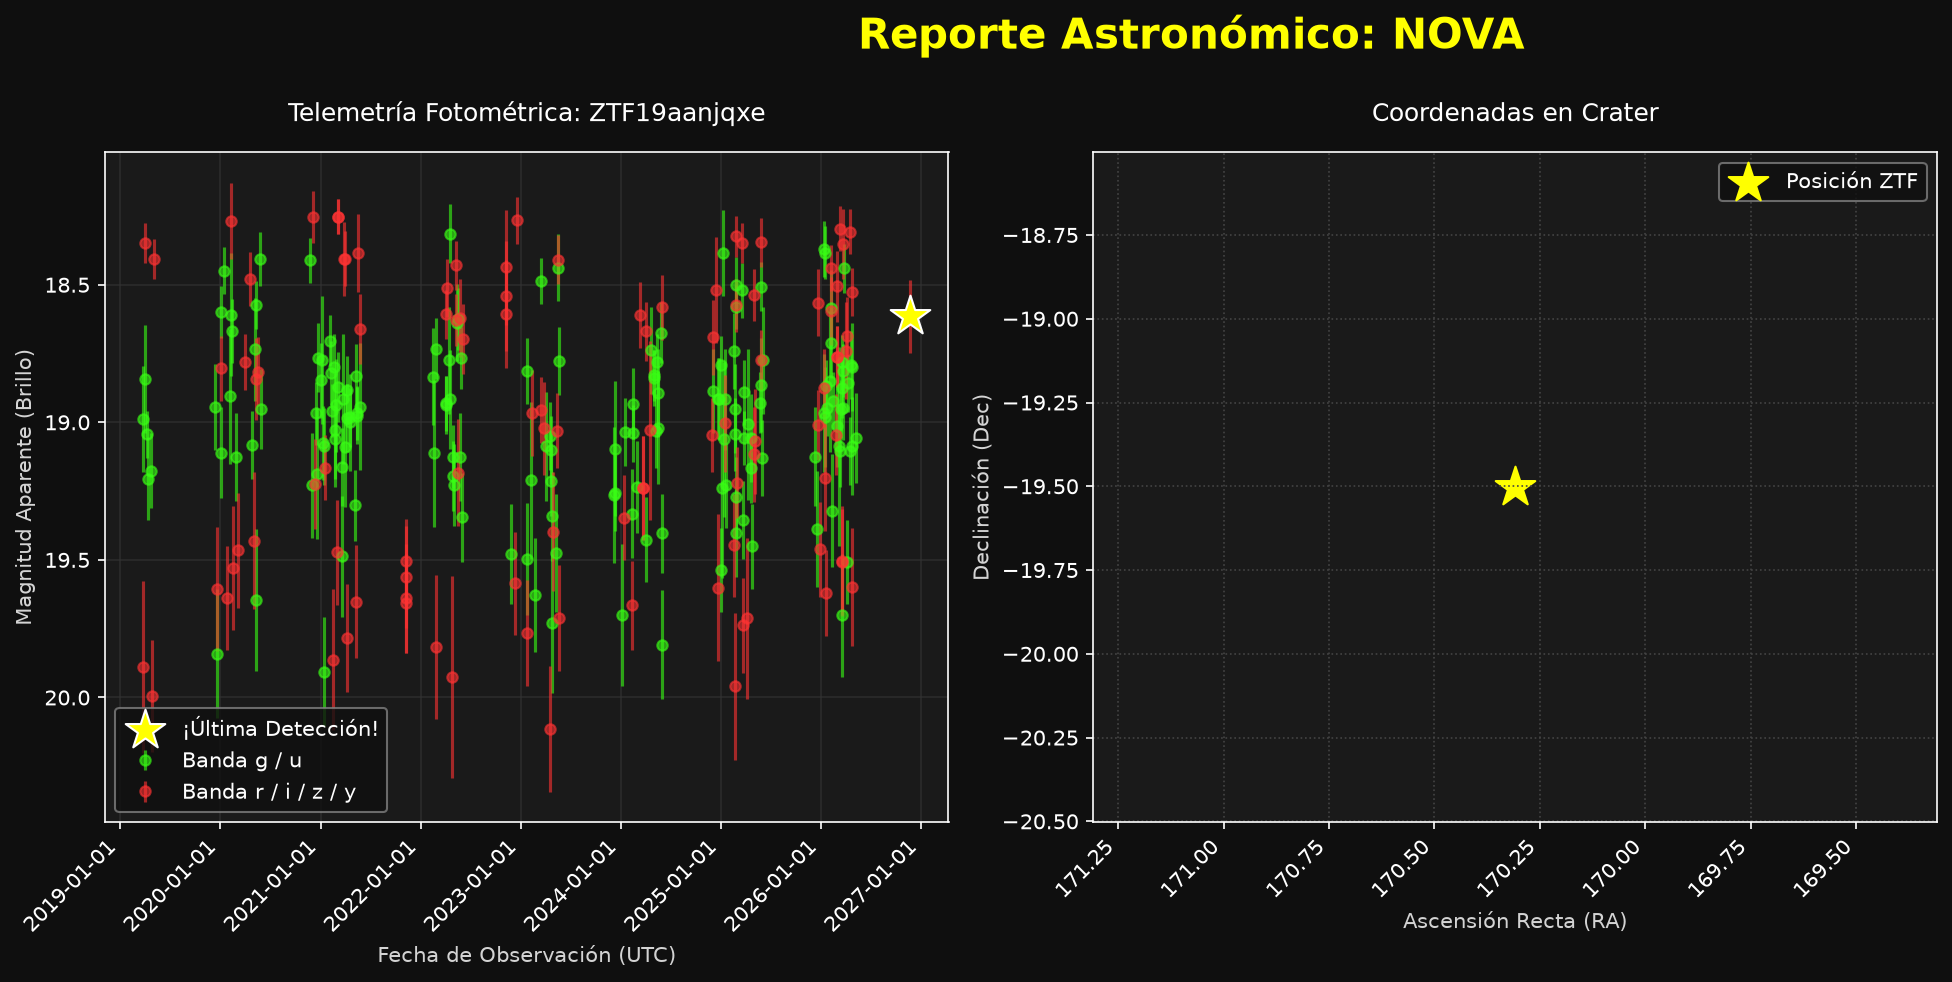 Reporte Astronómico: NOVA
Telemetría Fotométrica: ZTF19aanjqxe
Magnitud Aparente (Brillo)
18.5
19.0
19.5
20.0
¡Última Detección!
Banda g / u
Banda r / i / z / y
2019-01-01
2020-01-01
2021-01-01
2022-01-01
2023-01-01
2024-01-01
2025-01-01
2026-01-01
2027-01-01
Fecha de Observación (UTC)
Coordenadas en Crater
Posición ZTF
Declinación (Dec)
−18.75
−19.00
−19.25
−19.50
−19.75
−20.00
−20.25
−20.50
171.25
171.00
170.75
170.50
170.25
170.00
169.75
169.50
Ascensión Recta (RA)